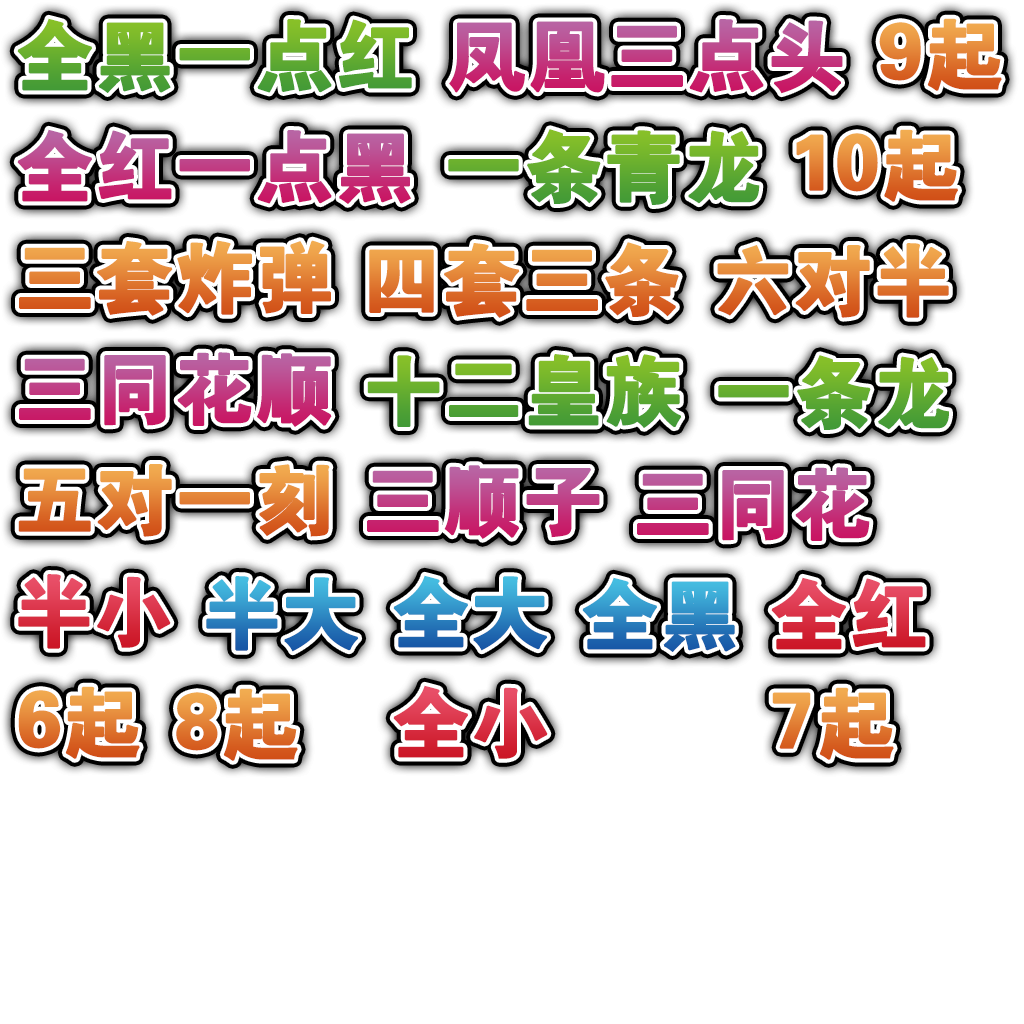 全黑一点红 凤凰三点头 9起
全红一点黑 一条青龙 10起
三套炸弹 四套三条 六对半
三同花顺 十二皇族 一条龙
五对一刻 三顺子 三同花
半小 半大 全大 全黑 全红
6起 8起 全小 7起